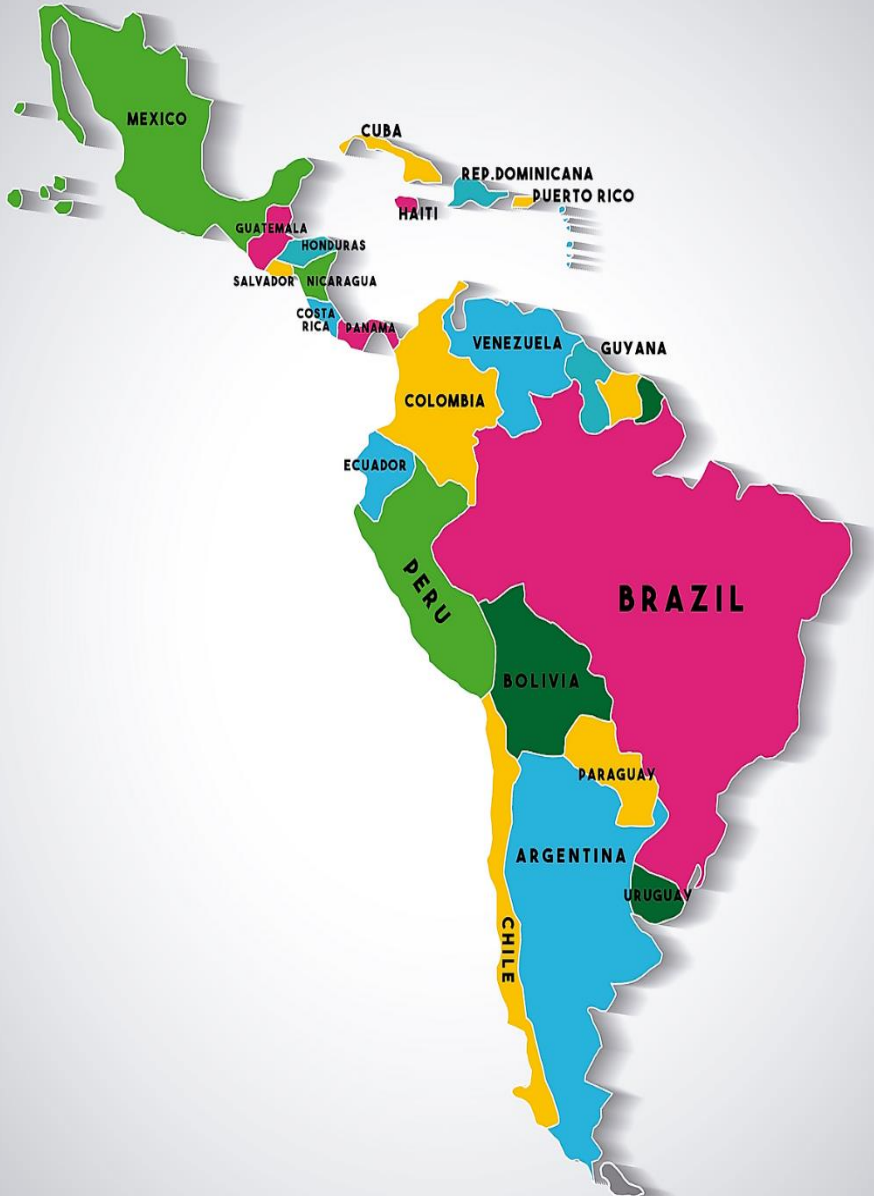 MEXICO
CUBA
REP.DOMINICANA
PUERTO RICO
HAITI
GUATEMALA
HONDURAS
SALVADOR
NICARAGUA
COSTA
RICA
PANAMA
VENEZUELA
GUYANA
COLOMBIA
ECUADOR
PERU
BRAZIL
BOLIVIA
PARAGUAY
ARGENTINA
URUGUAY
CHILE